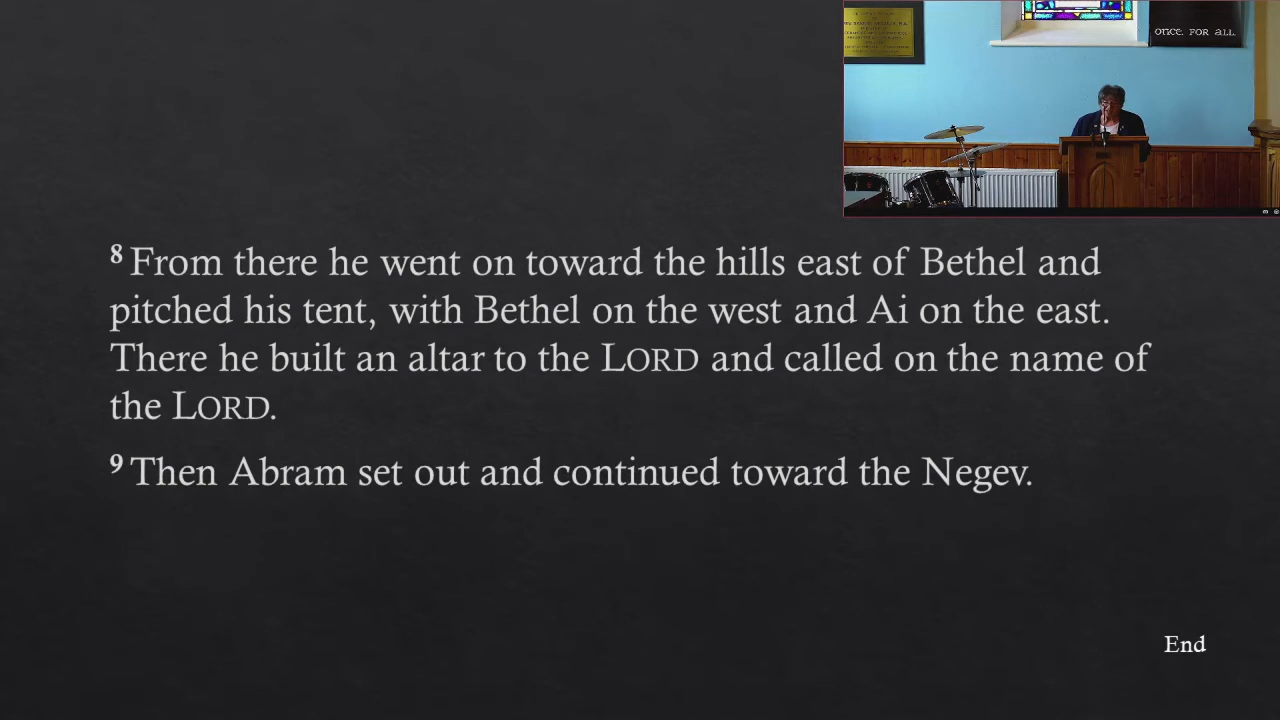 once. FOR ALL.
8 From there he went on toward the hills east of Bethel and
pitched his tent, with Bethel on the west and Ai on the east.
There he built an altar to the LORD and called on the name of
the LORD.
9 Then Abram set out and continued toward the Negev.
End